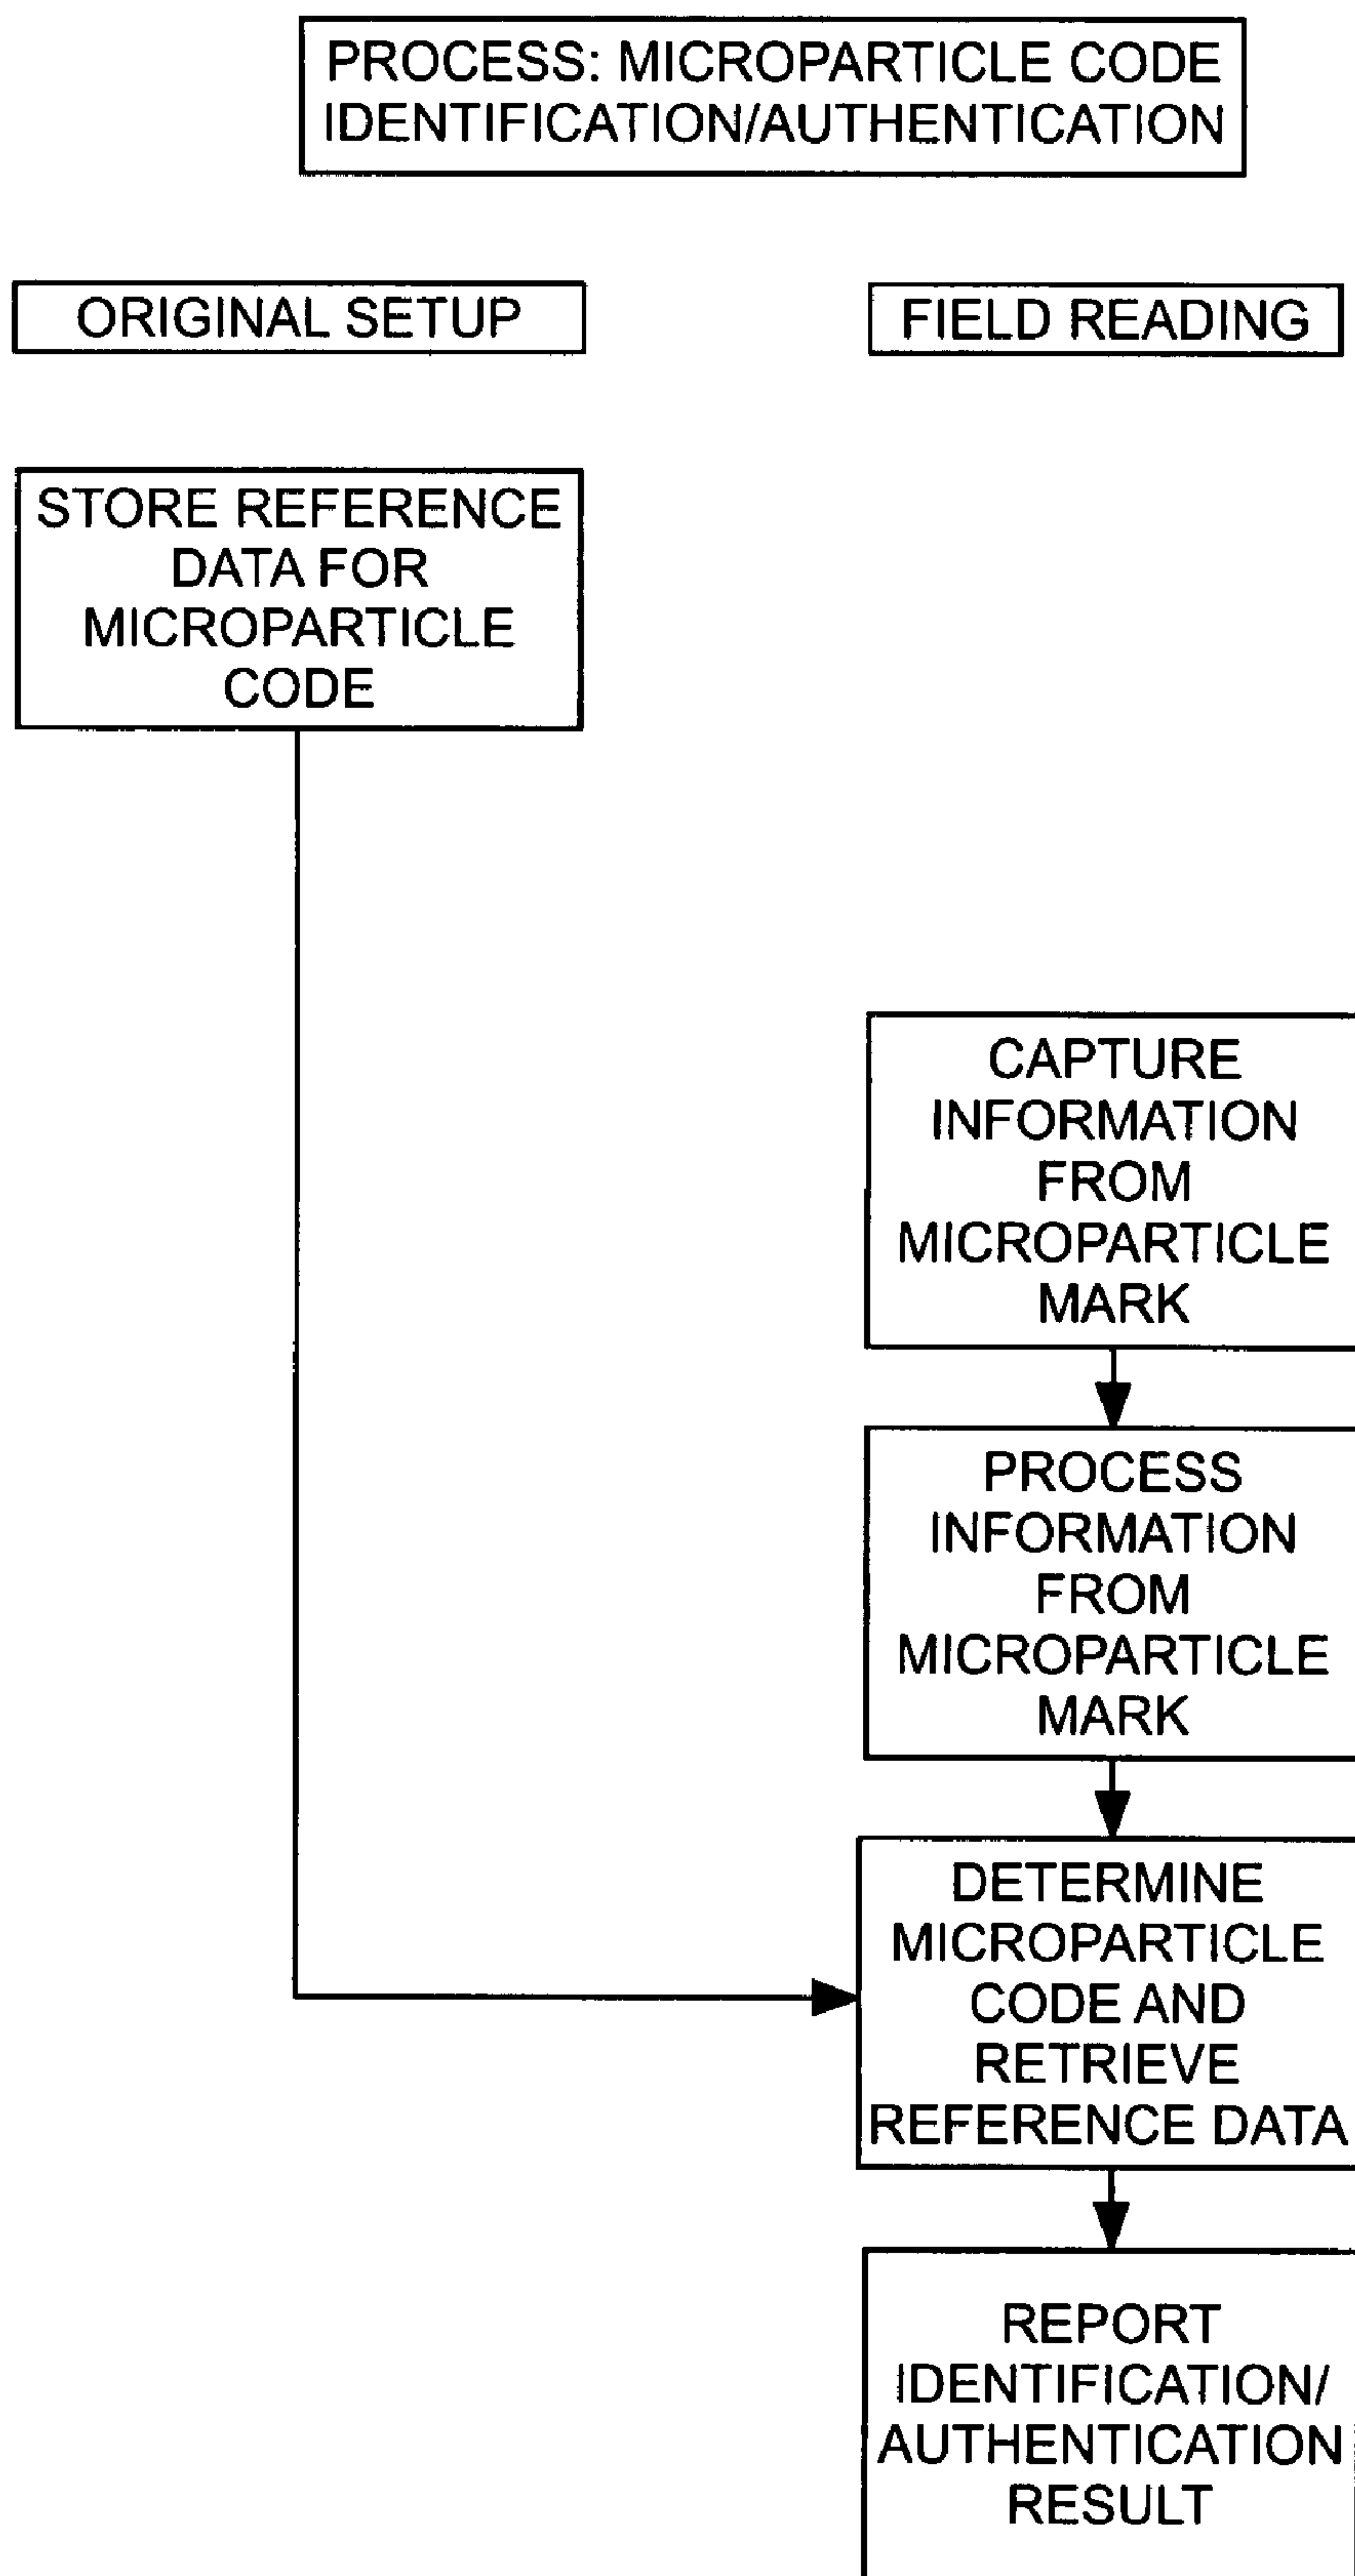 PROCESS: MICROPARTICLE CODE
IDENTIFICATION/AUTHENTICATION
ORIGINAL SETUP
FIELD READING
STORE REFERENCE
DATA FOR
MICROPARTICLE
CODE
CAPTURE
INFORMATION
FROM
MICROPARTICLE
MARK
PROCESS
INFORMATION
FROM
MICROPARTICLE
MARK
DETERMINE
MICROPARTICLE
CODE AND
RETRIEVE
REFERENCE DATA
REPORT
IDENTIFICATION/
AUTHENTICATION
RESULT